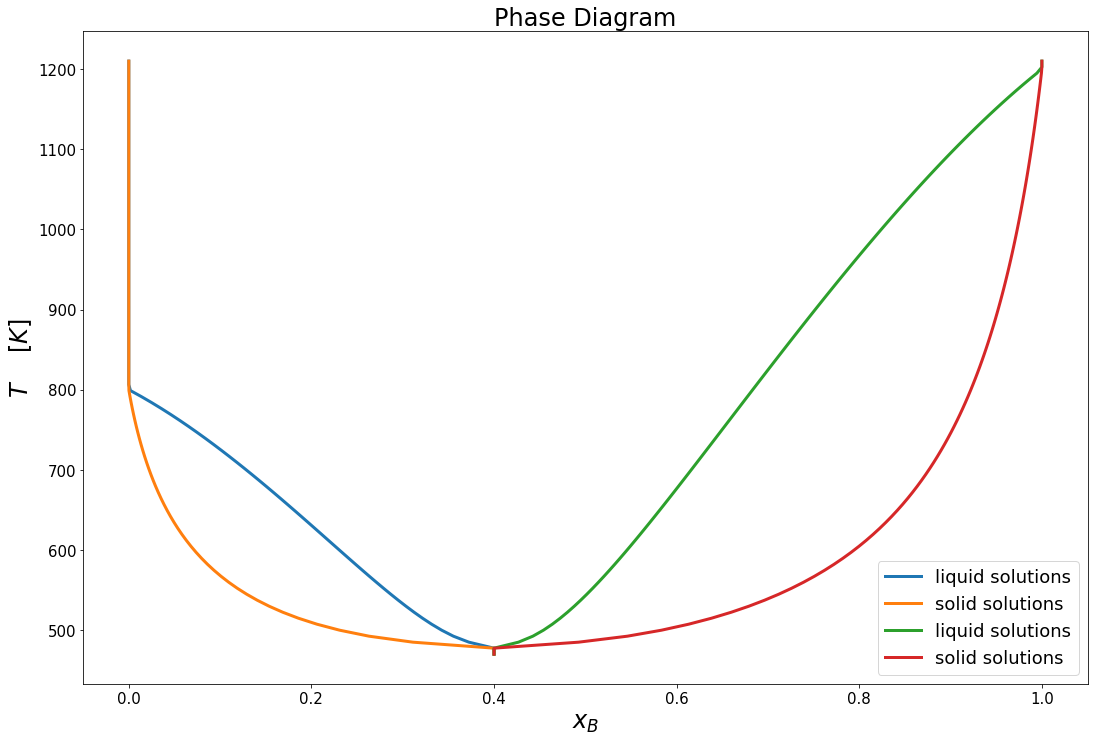 Phase Diagram
1200
1100
1000
900
800
700
600
500
T [K]
0.0 0.2 0.4 0.6 0.8 1.0
x_B
liquid solutions
solid solutions
liquid solutions
solid solutions